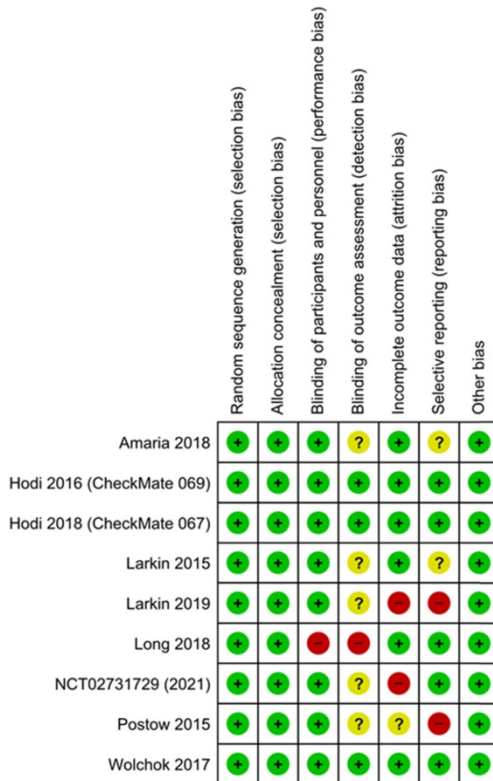 Random sequence generation (selection bias)
Allocation concealment (selection bias)
Blinding of participants and personnel (performance bias)
Blinding of outcome assessment (detection bias)
Incomplete outcome data (attrition bias)
Selective reporting (reporting bias)
Other bias
Amaria 2018 + + + ? + ? +
Hodi 2016 (CheckMate 069) + + + + + + +
Hodi 2018 (CheckMate 067) + + + + + + +
Larkin 2015 + + + ? + ? +
Larkin 2019 + + + ? − − +
Long 2018 + + − − + + +
NCT02731729 (2021) + + + ? − + +
Postow 2015 + + + ? ? − +
Wolchok 2017 + + + + + + +